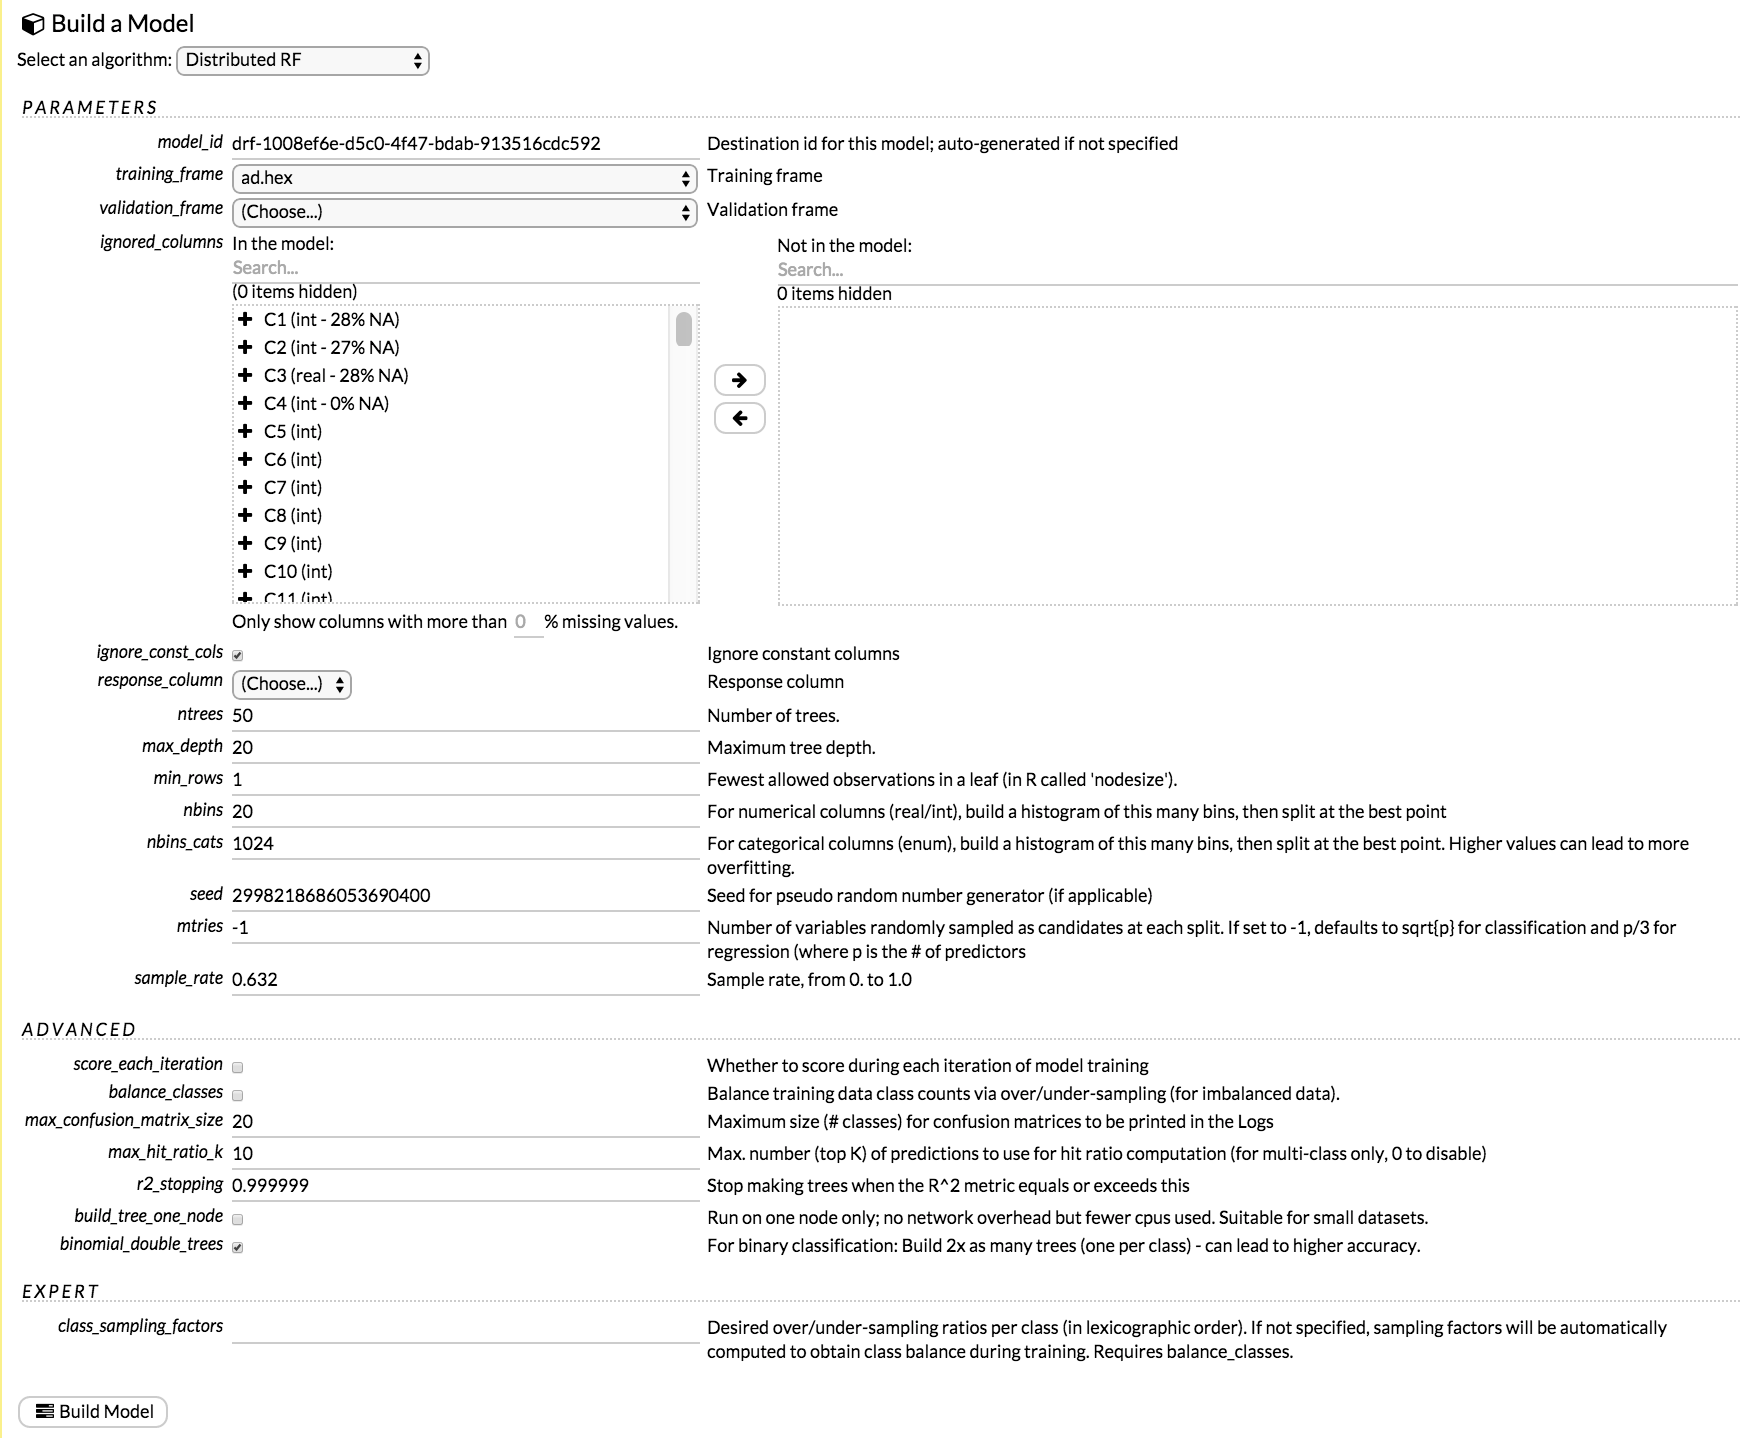 Build a Model
Select an algorithm: Distributed RF
PARAMETERS
model_id drf-1008ef6e-d5c0-4f47-bdab-913516cdc592 Destination id for this model; auto-generated if not specified
training_frame ad.hex Training frame
validation_frame (Choose...) Validation frame
ignored_columns In the model: Not in the model:
Search... Search...
(0 items hidden) 0 items hidden
C1 (int - 28% NA)
C2 (int - 27% NA)
C3 (real - 28% NA)
C4 (int - 0% NA)
C5 (int)
C6 (int)
C7 (int)
C8 (int)
C9 (int)
C10 (int)
C11 (int)
Only show columns with more than 0 % missing values.
ignore_const_cols Ignore constant columns
response_column (Choose...) Response column
ntrees 50 Number of trees.
max_depth 20 Maximum tree depth.
min_rows 1 Fewest allowed observations in a leaf (in R called 'nodesize').
nbins 20 For numerical columns (real/int), build a histogram of this many bins, then split at the best point
nbins_cats 1024 For categorical columns (enum), build a histogram of this many bins, then split at the best point. Higher values can lead to more
overfitting.
seed 2998218686053690400 Seed for pseudo random number generator (if applicable)
mtries -1 Number of variables randomly sampled as candidates at each split. If set to -1, defaults to sqrt{p} for classification and p/3 for
regression (where p is the # of predictors
sample_rate 0.632 Sample rate, from 0. to 1.0
ADVANCED
score_each_iteration Whether to score during each iteration of model training
balance_classes Balance training data class counts via over/under-sampling (for imbalanced data).
max_confusion_matrix_size 20 Maximum size (# classes) for confusion matrices to be printed in the Logs
max_hit_ratio_k 10 Max. number (top K) of predictions to use for hit ratio computation (for multi-class only, 0 to disable)
r2_stopping 0.999999 Stop making trees when the R^2 metric equals or exceeds this
build_tree_one_node Run on one node only; no network overhead but fewer cpus used. Suitable for small datasets.
binomial_double_trees For binary classification: Build 2x as many trees (one per class) - can lead to higher accuracy.
EXPERT
class_sampling_factors Desired over/under-sampling ratios per class (in lexicographic order). If not specified, sampling factors will be automatically
computed to obtain class balance during training. Requires balance_classes.
Build Model